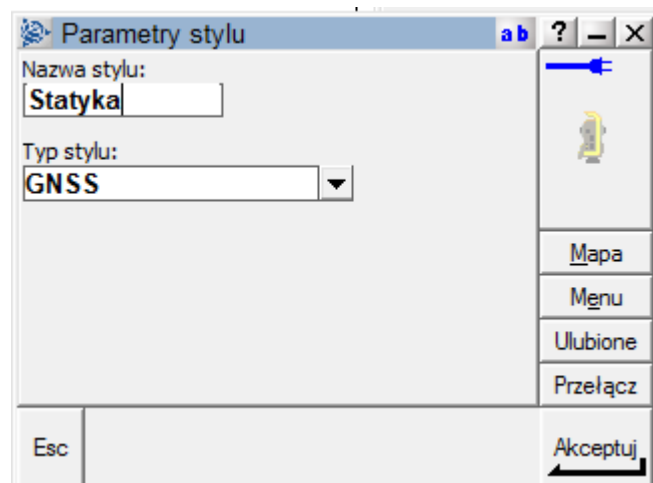 Parametry stylu ab ? – ×
Nazwa stylu:
Statyka
Typ stylu:
GNSS
Mapa
Menu
Ulubione
Przełącz
Esc Akceptuj